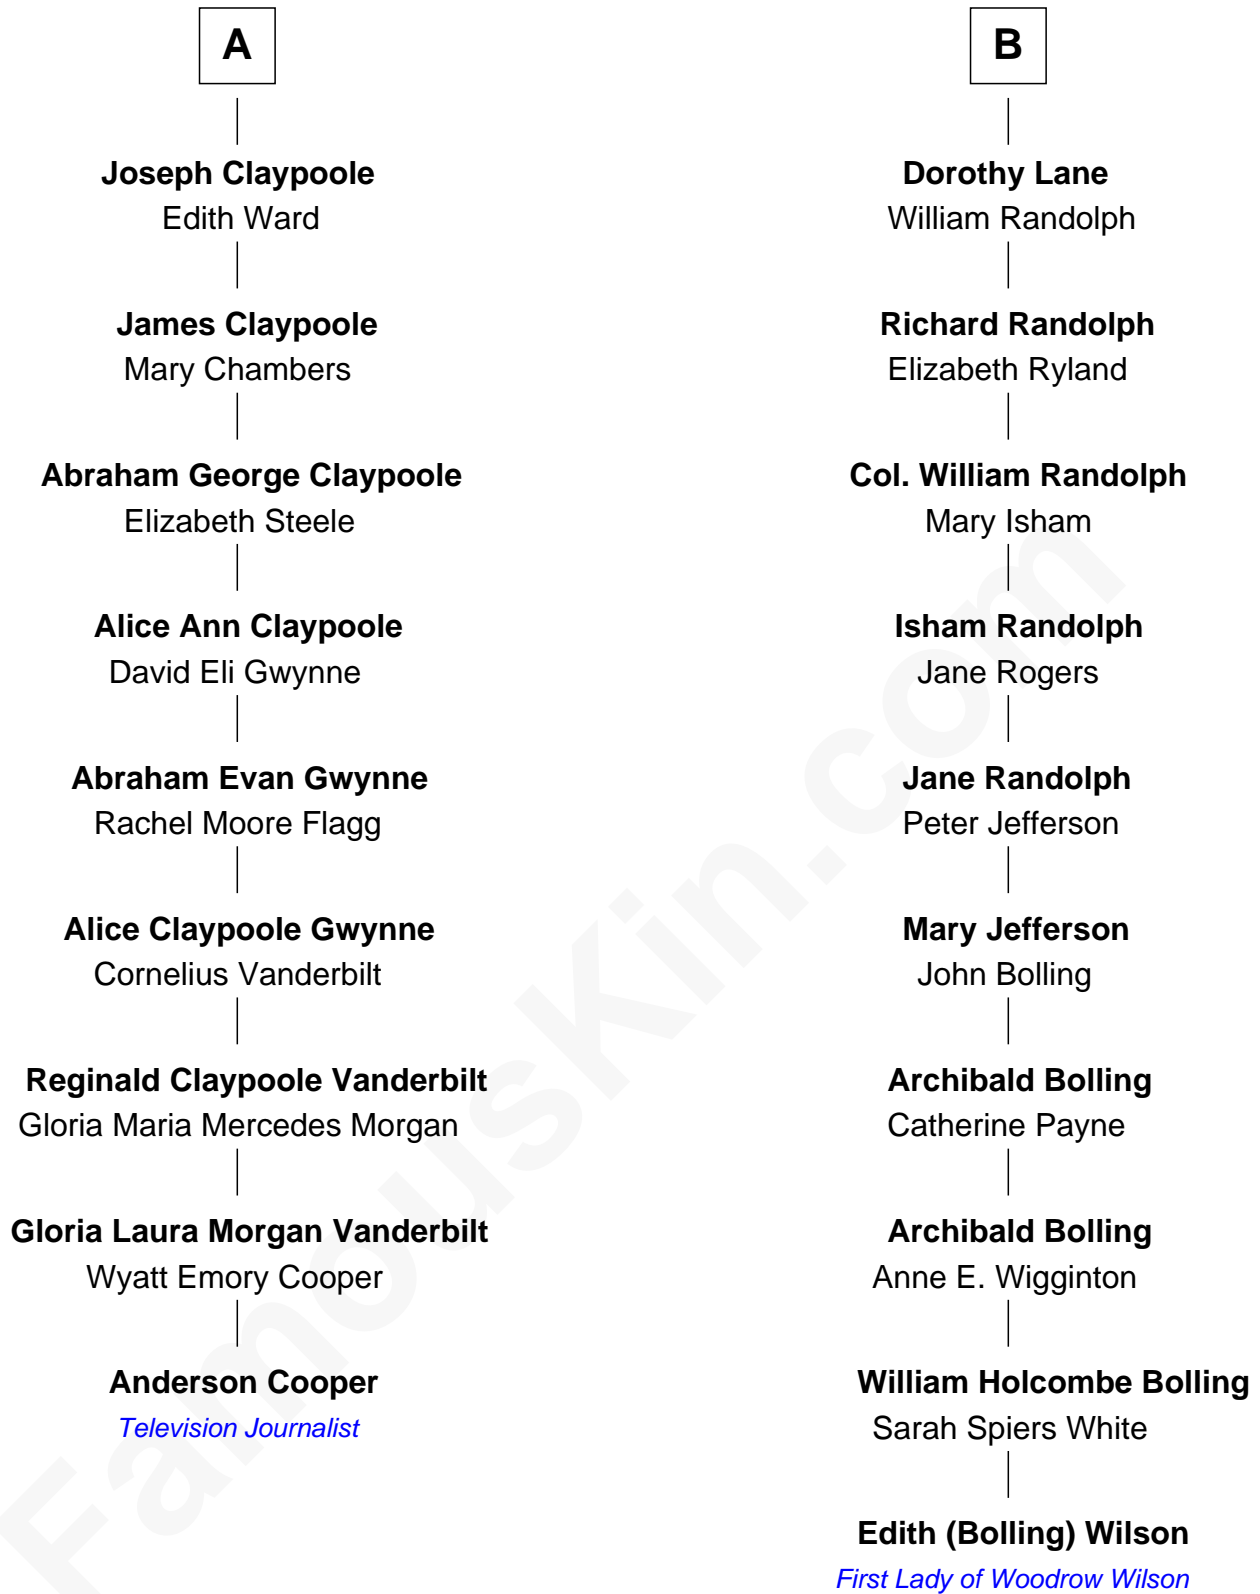 A
Joseph Claypoole
Edith Ward
James Claypoole
Mary Chambers
Abraham George Claypoole
Elizabeth Steele
Alice Ann Claypoole
David Eli Gwynne
Abraham Evan Gwynne
Rachel Moore Flagg
Alice Claypoole Gwynne
Cornelius Vanderbilt
Reginald Claypoole Vanderbilt
Gloria Maria Mercedes Morgan
Gloria Laura Morgan Vanderbilt
Wyatt Emory Cooper
Anderson Cooper
Television Journalist
B
Dorothy Lane
William Randolph
Richard Randolph
Elizabeth Ryland
Col. William Randolph
Mary Isham
Isham Randolph
Jane Rogers
Jane Randolph
Peter Jefferson
Mary Jefferson
John Bolling
Archibald Bolling
Catherine Payne
Archibald Bolling
Anne E. Wigginton
William Holcombe Bolling
Sarah Spiers White
Edith (Bolling) Wilson
First Lady of Woodrow Wilson
FamousKin.com